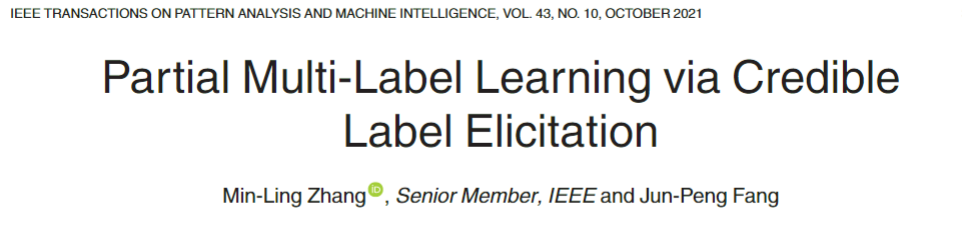 IEEE TRANSACTIONS ON PATTERN ANALYSIS AND MACHINE INTELLIGENCE, VOL. 43, NO. 10, OCTOBER 2021
Partial Multi-Label Learning via Credible
Label Elicitation
Min-Ling Zhang iD, Senior Member, IEEE and Jun-Peng Fang